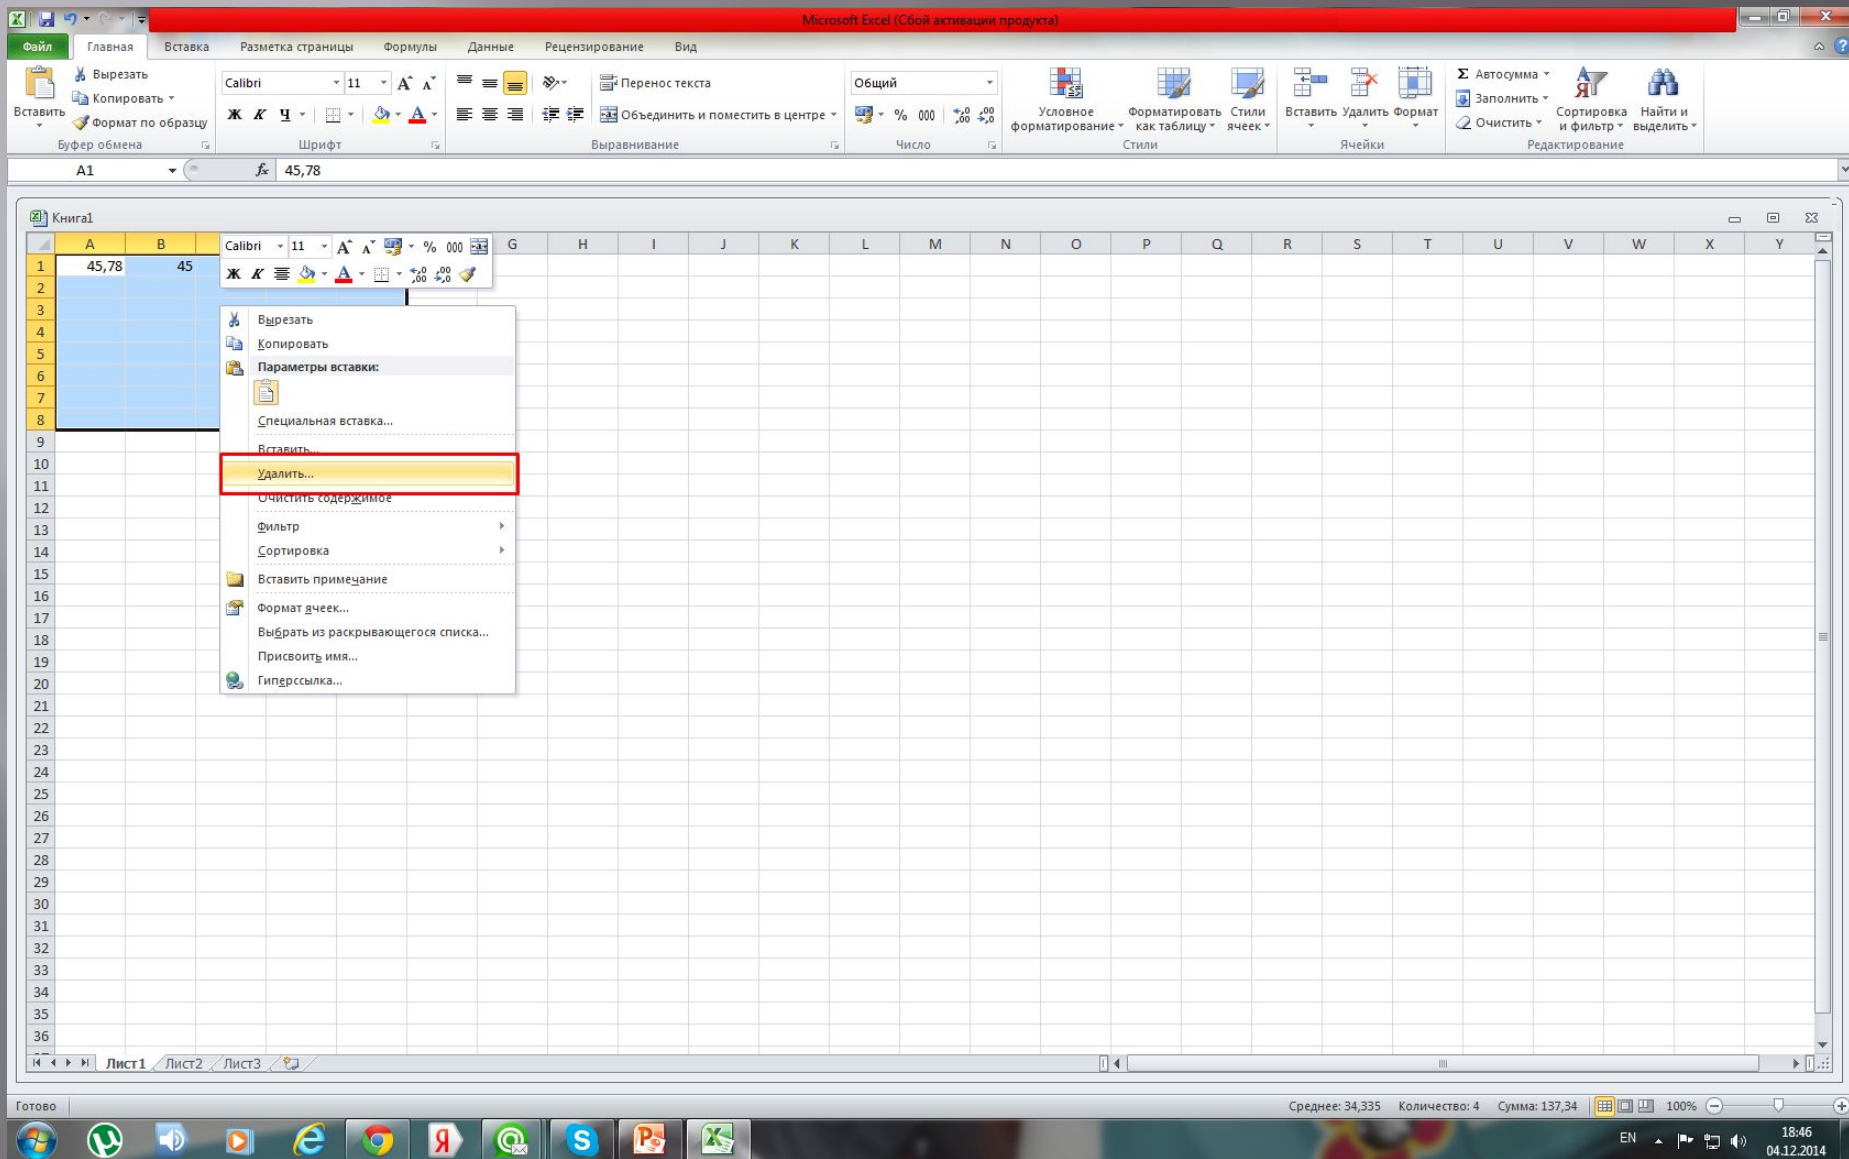 Microsoft Excel (Сбой активации продукта)
Файл Главная Вставка Разметка страницы Формулы Данные Рецензирование Вид
Вставить
Вырезать
Копировать
Формат по образцу
Буфер обмена
Calibri 11
Ж К Ч
Шрифт
Перенос текста
Объединить и поместить в центре
Выравнивание
Общий
% 000
Число
Условное форматирование
Форматировать как таблицу
Стили ячеек
Стили
Вставить Удалить Формат
Ячейки
Σ Автосумма
Заполнить
Очистить
Сортировка и фильтр
Найти и выделить
Редактирование
A1 fx 45,78
Книга1
A B G H I J K L M N O P Q R S T U V W X Y
Calibri 11 % 000
Ж К
1 45,78 45
2
3
4
5
6
7
8
9
10
11
12
13
14
15
16
17
18
19
20
21
22
23
24
25
26
27
28
29
30
31
32
33
34
35
36
Вырезать
Копировать
Параметры вставки:
Специальная вставка...
Вставить...
Удалить...
Очистить содержимое
Фильтр
Сортировка
Вставить примечание
Формат ячеек...
Выбрать из раскрывающегося списка...
Присвоить имя...
Гиперссылка...
Лист1 Лист2 Лист3
Готово
Среднее: 34,335 Количество: 4 Сумма: 137,34 100%
EN
18:46
04.12.2014